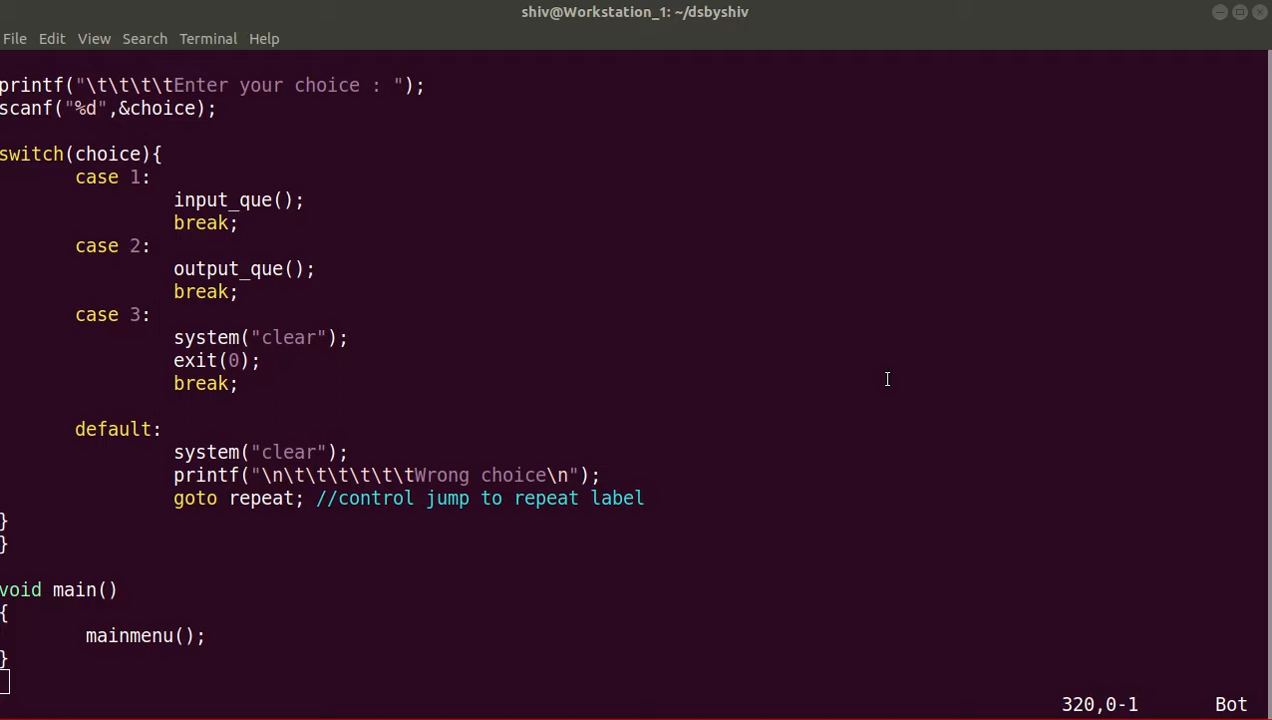 shiv@Workstation_1: ~/dsbyshiv
File Edit View Search Terminal Help
printf("\t\t\t\tEnter your choice : ");
scanf("%d",&choice);
switch(choice){
case 1:
input_que();
break;
case 2:
output_que();
break;
case 3:
system("clear");
exit(0);
break;
default:
system("clear");
printf("\n\t\t\t\t\t\tWrong choice\n");
goto repeat; //control jump to repeat label
}
}
void main()
{
mainmenu();
}
320,0-1 Bot